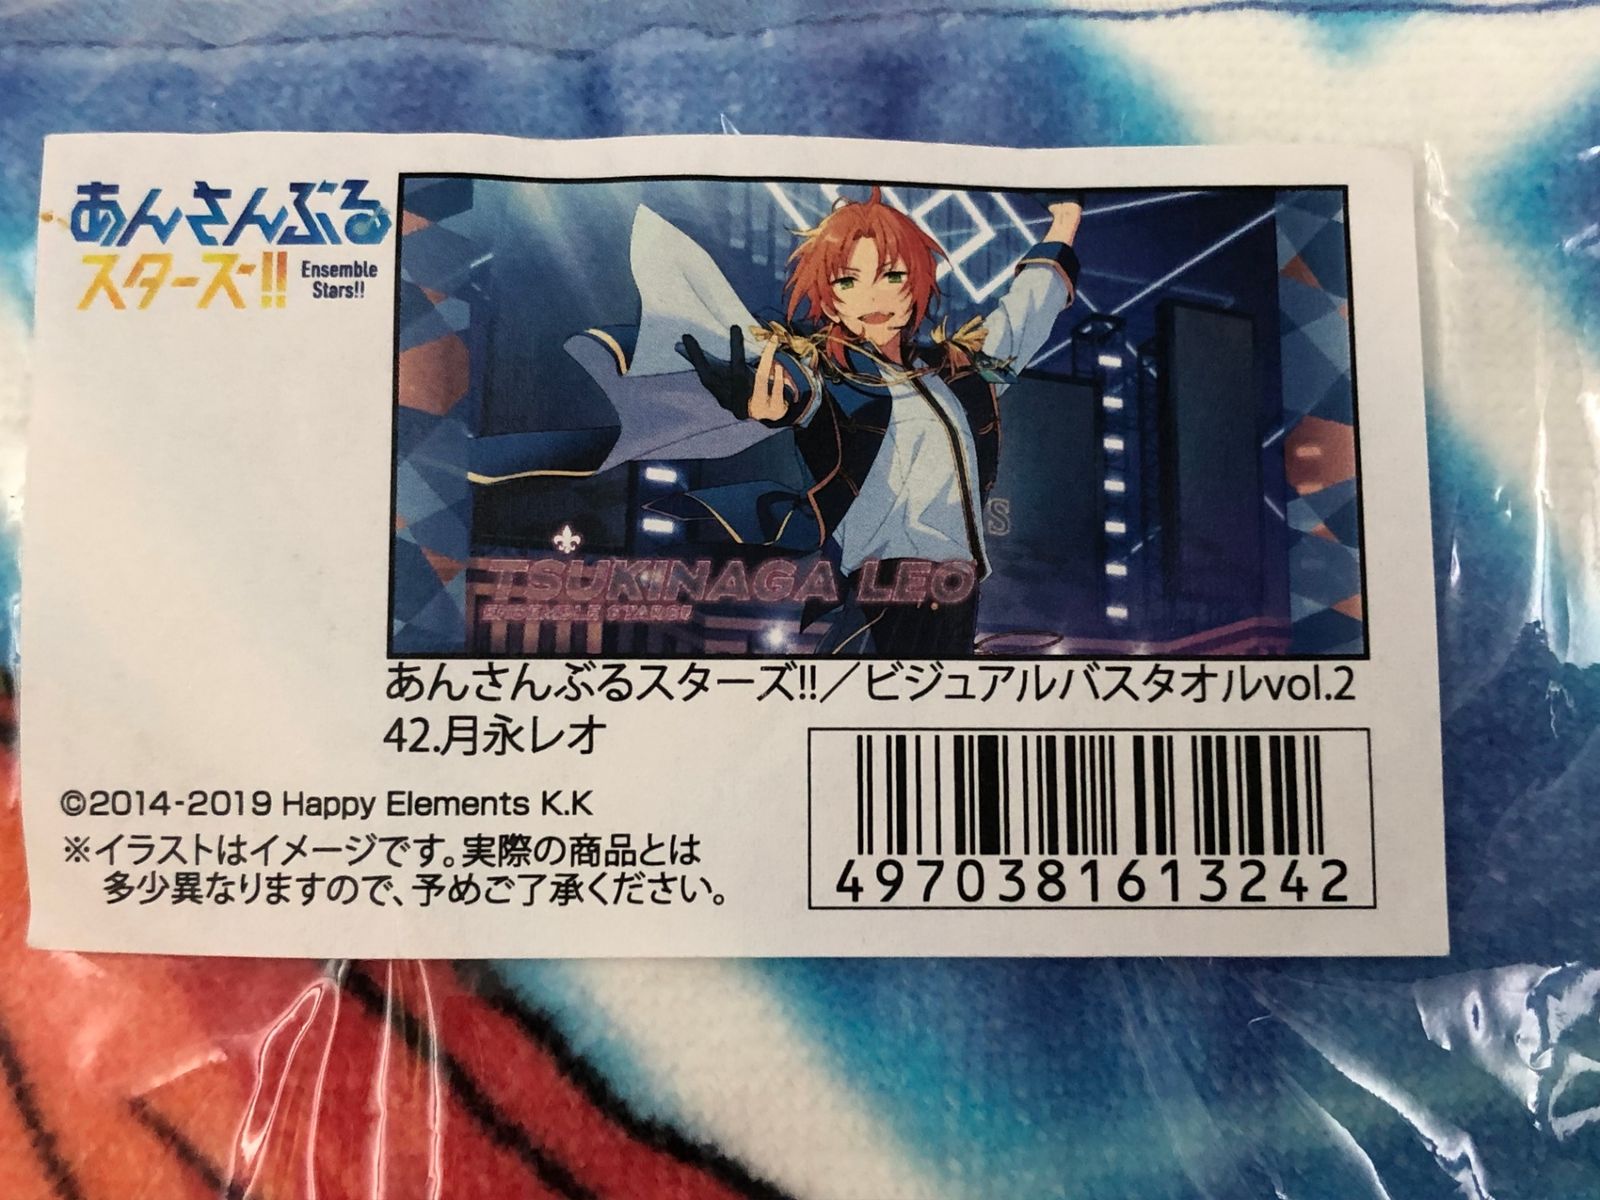 あんさんぶる
スターズ!!
Ensemble
Stars!!
S
TSUKINAGA LEO
ENSEMBLE STARS!!
あんさんぶるスターズ!!／ビジュアルバスタオルvol.2
42.月永レオ
©2014-2019 Happy Elements K.K
※イラストはイメージです。実際の商品とは
多少異なりますので、予めご了承ください。
4970381613242